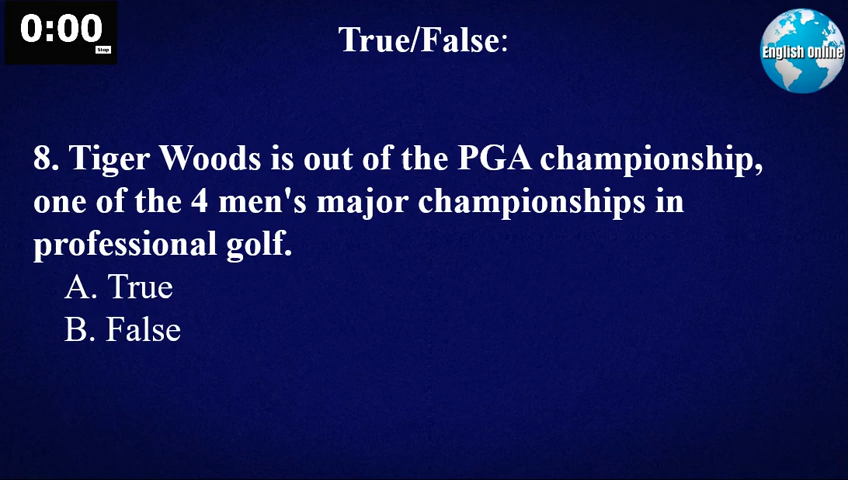 0:00
Stop
True/False:
English Online
8. Tiger Woods is out of the PGA championship,
one of the 4 men's major championships in
professional golf.
A. True
B. False